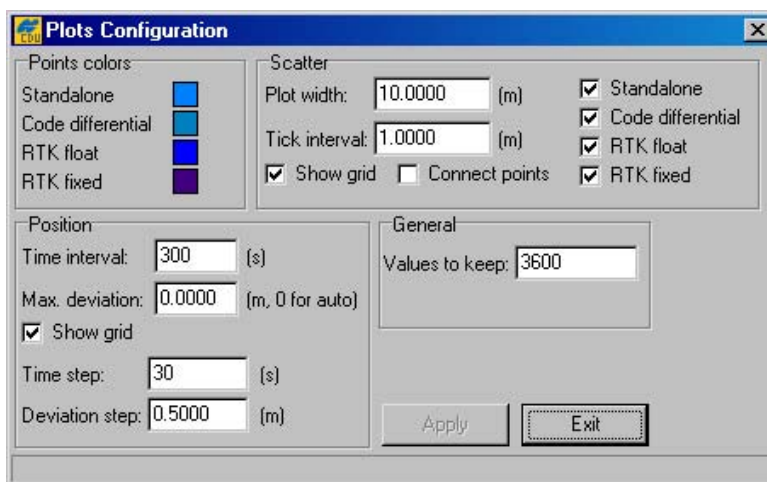 CDU Plots Configuration
Points colors
Standalone
Code differential
RTK float
RTK fixed
Scatter
Plot width: 10.0000 (m)
Tick interval: 1.0000 (m)
Show grid Connect points
Standalone
Code differential
RTK float
RTK fixed
Position
Time interval: 300 (s)
Max. deviation: 0.0000 (m, 0 for auto)
Show grid
Time step: 30 (s)
Deviation step: 0.5000 (m)
General
Values to keep: 3600
Apply Exit